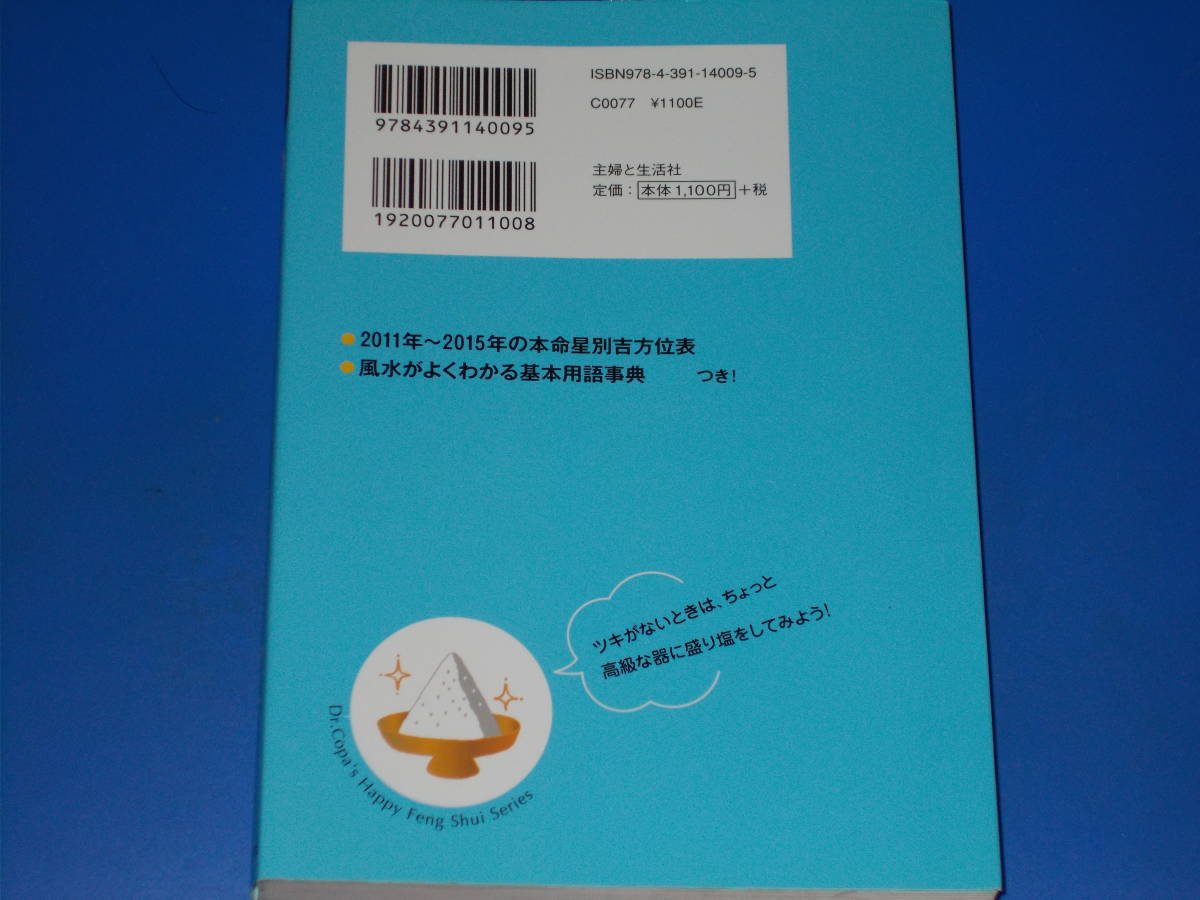 ISBN978-4-391-14009-5
C0077 ¥1100E
9784391140095
主婦と生活社
定価：本体1,100円+税
1920077011008
●2011年～2015年の本命星別吉方位表
●風水がよくわかる基本用語事典 つき！
ツキがないときは、ちょっと
高級な器に盛り塩をしてみよう！
Dr.Copa's Happy Feng Shui Series